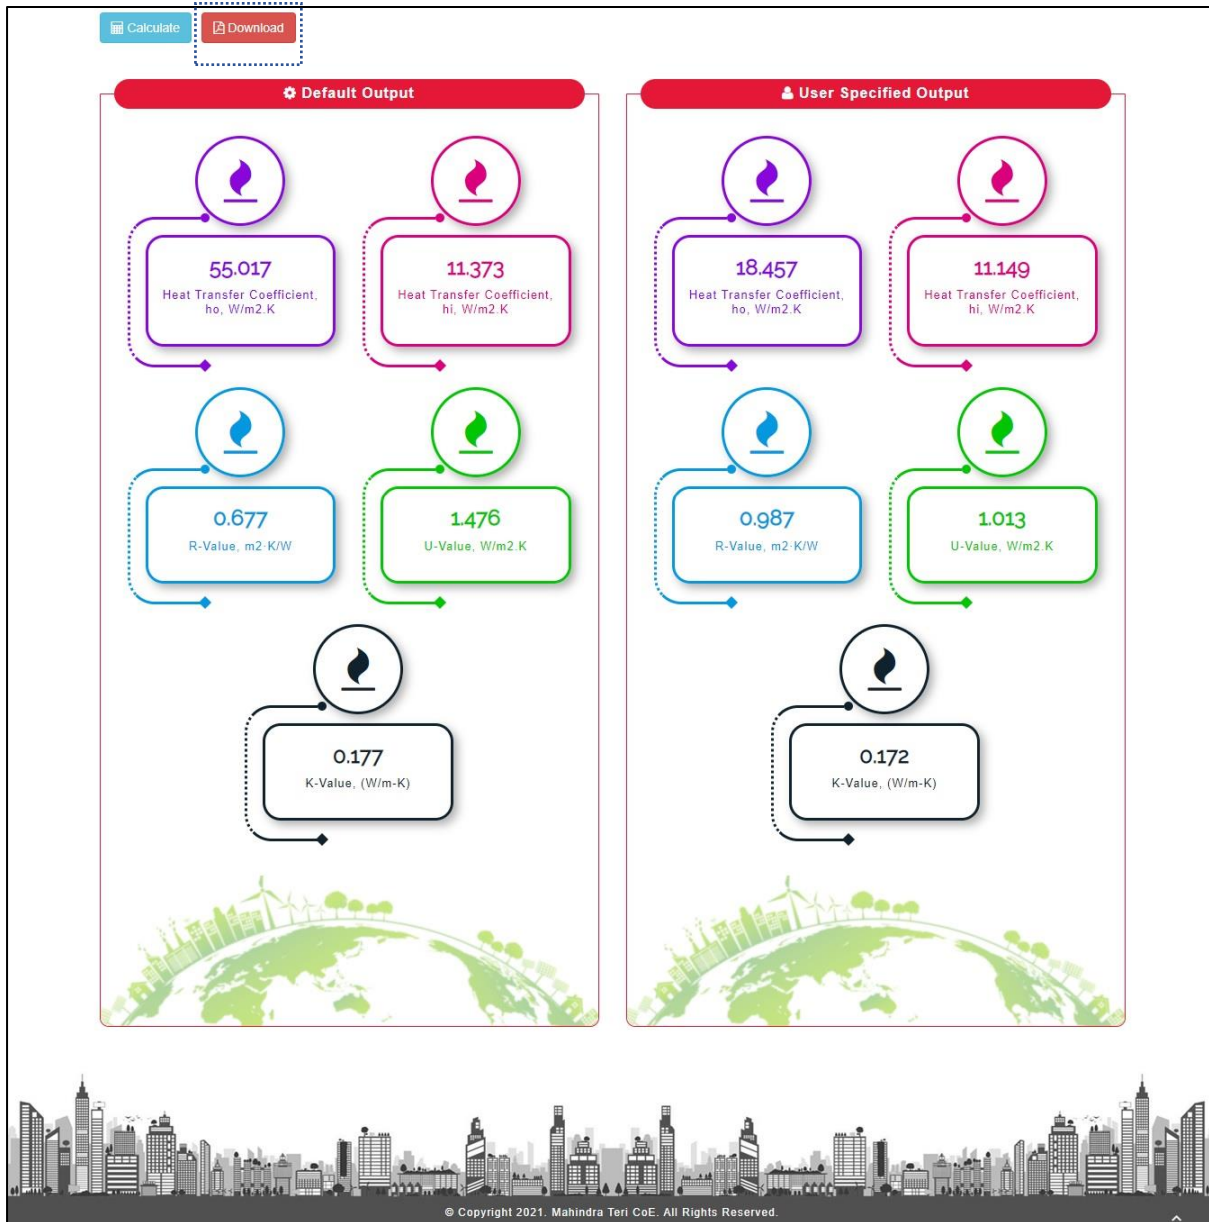 Calculate
Download
Default Output
55.017
Heat Transfer Coefficient,
ho, W/m2.K
11.373
Heat Transfer Coefficient,
hi, W/m2.K
0.677
R-Value, m2·K/W
1.476
U-Value, W/m2.K
0.177
K-Value, (W/m-K)
User Specified Output
18.457
Heat Transfer Coefficient,
ho, W/m2.K
11.149
Heat Transfer Coefficient,
hi, W/m2.K
0.987
R-Value, m2·K/W
1.013
U-Value, W/m2.K
0.172
K-Value, (W/m-K)
© Copyright 2021. Mahindra Teri CoE. All Rights Reserved.